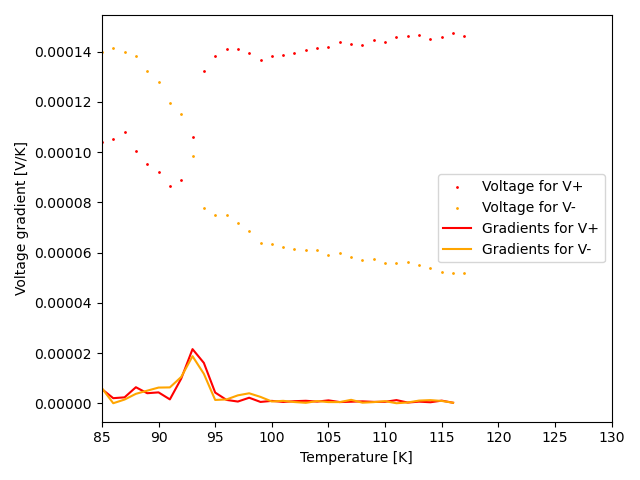 0.00014
0.00012
0.00010
0.00008
0.00006
0.00004
0.00002
0.00000
Voltage gradient [V/K]
Voltage for V+
Voltage for V-
Gradients for V+
Gradients for V-
85 90 95 100 105 110 115 120 125 130
Temperature [K]